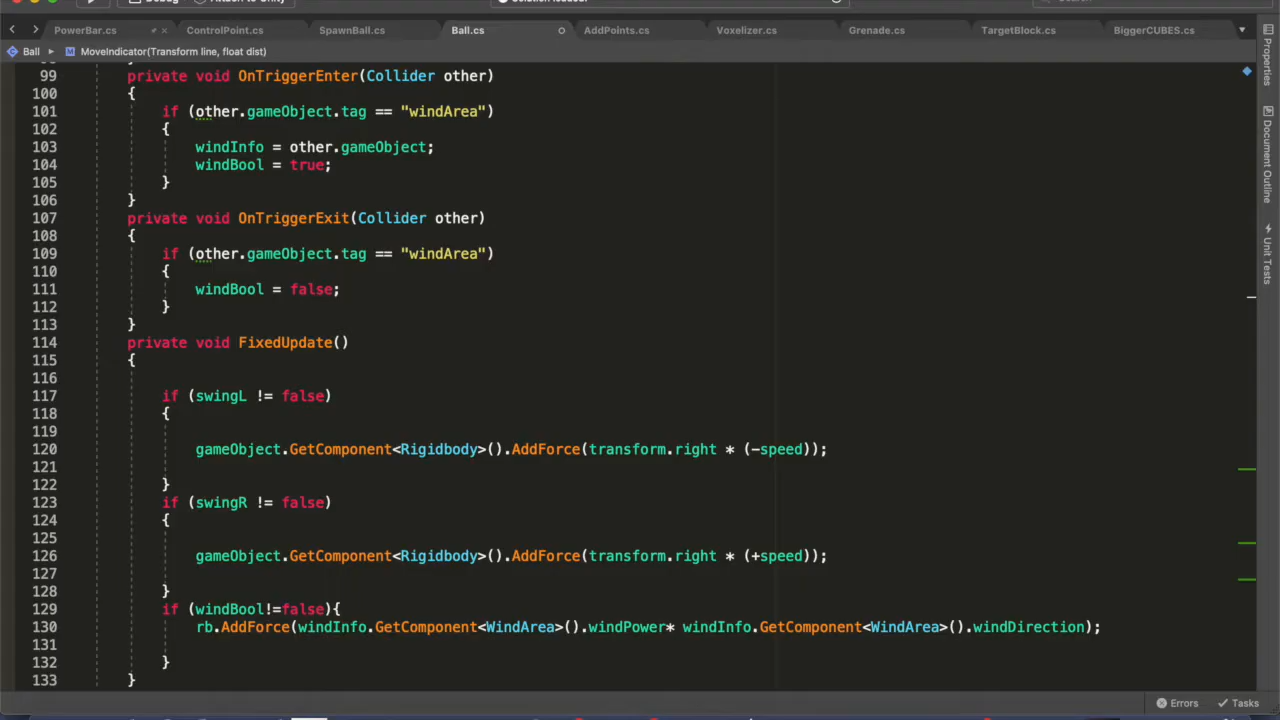 PowerBar.cs ControlPoint.cs SpawnBall.cs Ball.cs AddPoints.cs Voxelizer.cs Grenade.cs TargetBlock.cs BiggerCUBES.cs
Ball MoveIndicator(Transform line, float dist)
99 private void OnTriggerEnter(Collider other)
100 {
101 if (other.gameObject.tag == "windArea")
102 {
103 windInfo = other.gameObject;
104 windBool = true;
105 }
106 }
107 private void OnTriggerExit(Collider other)
108 {
109 if (other.gameObject.tag == "windArea")
110 {
111 windBool = false;
112 }
113 }
114 private void FixedUpdate()
115 {
116
117 if (swingL != false)
118 {
119
120 gameObject.GetComponent<Rigidbody>().AddForce(transform.right * (-speed));
121
122 }
123 if (swingR != false)
124 {
125
126 gameObject.GetComponent<Rigidbody>().AddForce(transform.right * (+speed));
127
128 }
129 if (windBool!=false){
130 rb.AddForce(windInfo.GetComponent<WindArea>().windPower* windInfo.GetComponent<WindArea>().windDirection);
131
132 }
133 }
Properties
Document Outline
Unit Tests
Errors Tasks